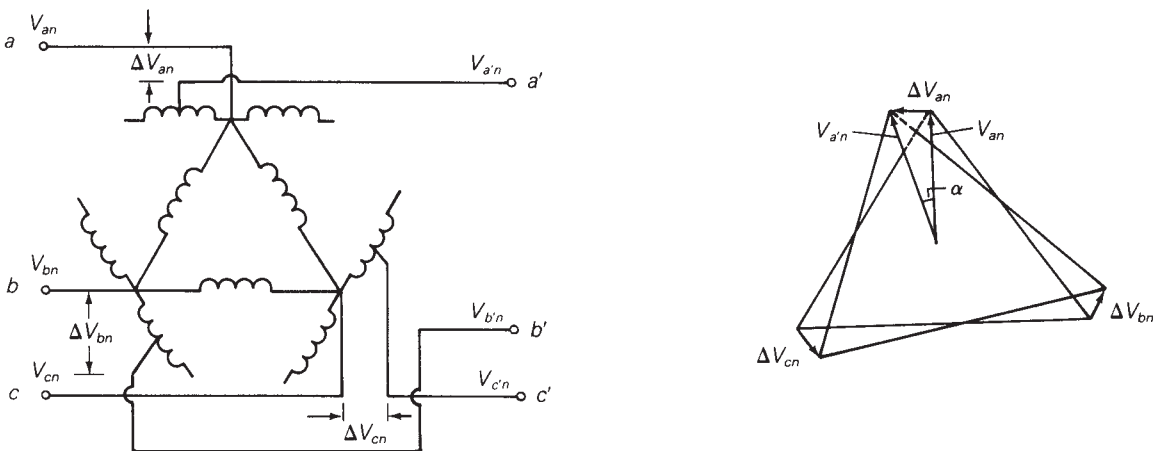 V_an
a
ΔV_an
V_a'n
a'
V_bn
b
ΔV_bn
V_cn
c
V_b'n
b'
V_c'n
c'
ΔV_cn
ΔV_an
V_a'n
V_an
α
ΔV_bn
ΔV_cn